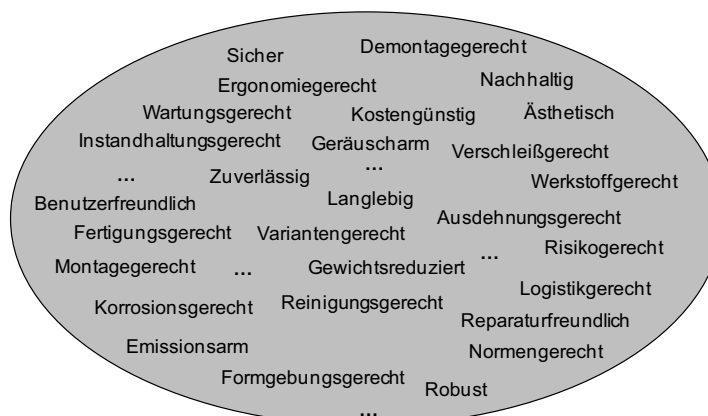 Sicher
Demontagegerecht
Ergonomiegerecht
Nachhaltig
Wartungsgerecht
Kostengünstig
Ästhetisch
Instandhaltungsgerecht
Geräuscharm
Verschleißgerecht
...
Zuverlässig
...
Werkstoffgerecht
Benutzerfreundlich
Langlebig
Ausdehnungsgerecht
Fertigungsgerecht
Variantengerecht
Risikogerecht
Montagegerecht
...
Gewichtsreduziert
...
Logistikgerecht
Korrosionsgerecht
Reinigungsgerecht
Reparaturfreundlich
Emissionsarm
Normengerecht
Formgebungsgerecht
Robust
...